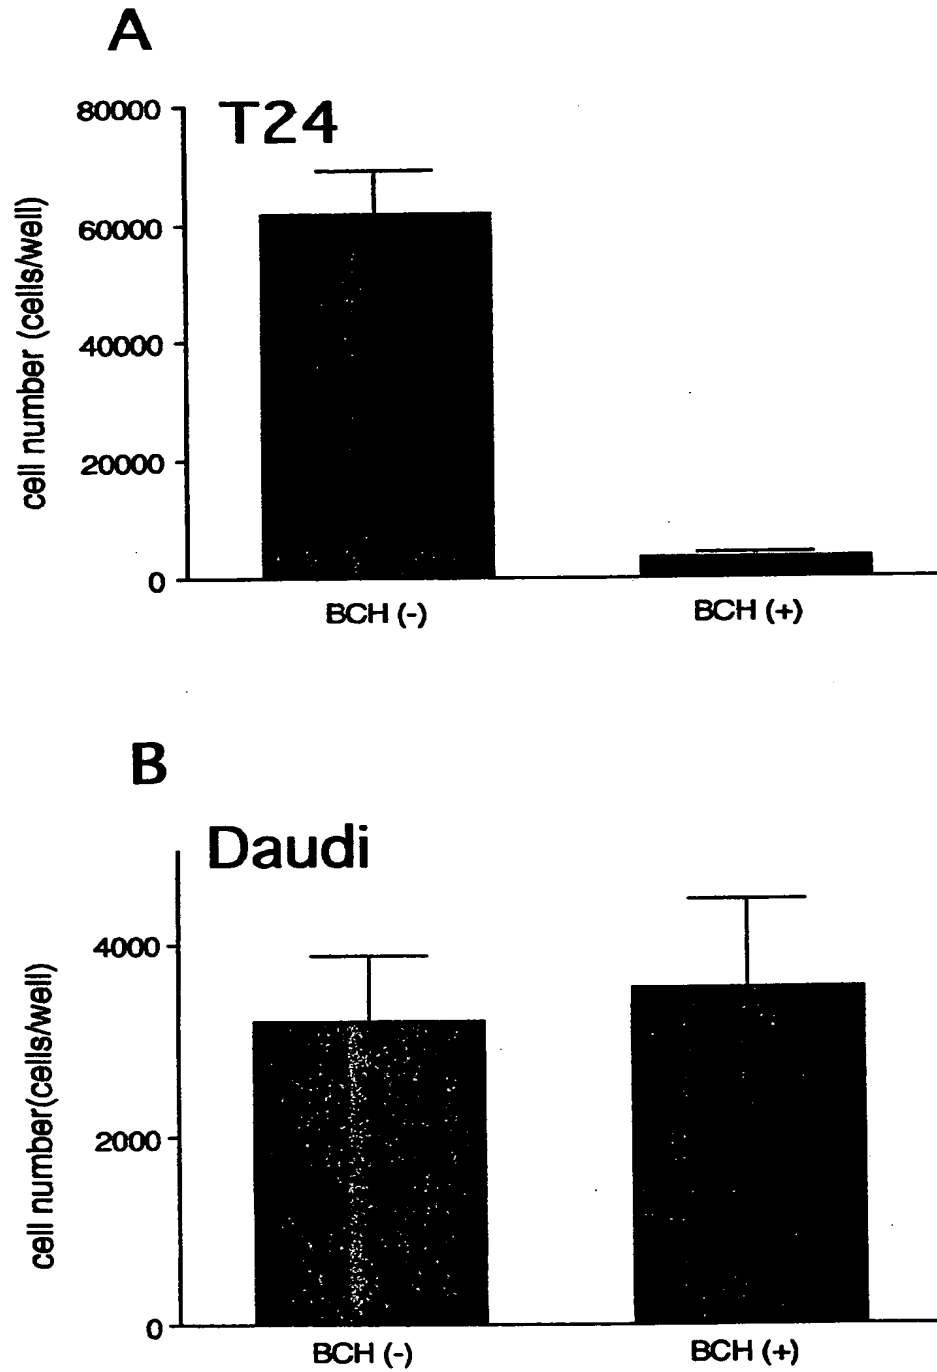 A
T24
80000
60000
40000
20000
0
cell number (cells/well)
BCH (-)
BCH (+)
B
Daudi
4000
2000
0
cell number(cells/well)
BCH (-)
BCH (+)